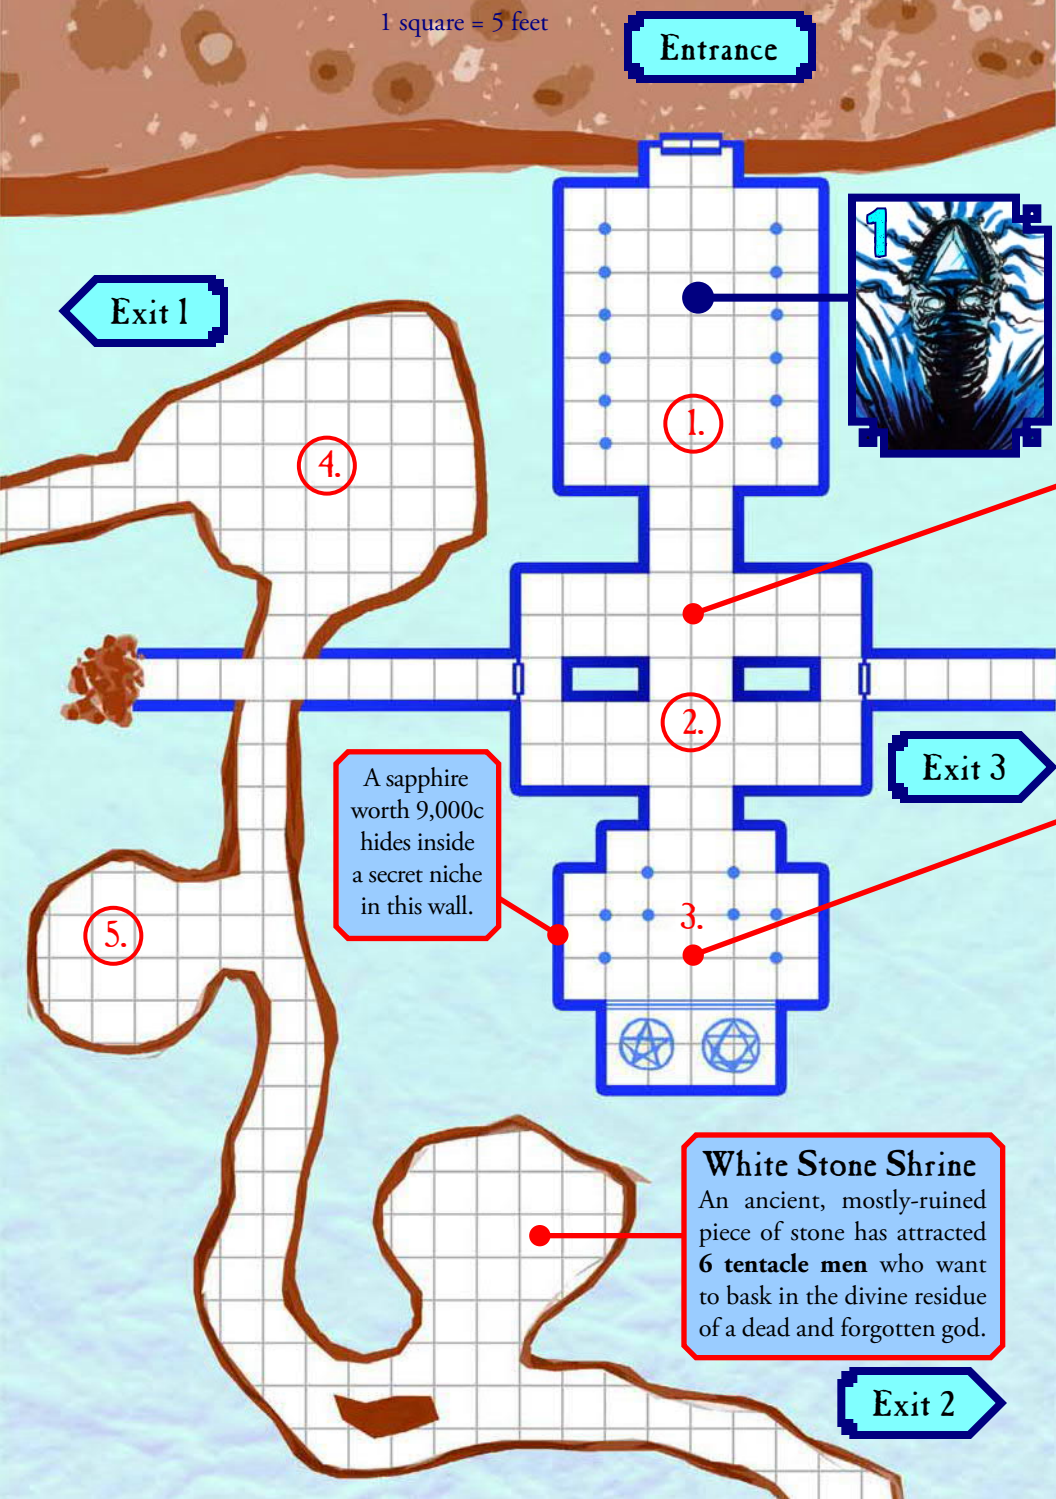 1 square = 5 feet
Entrance
1
Exit 1
1.
4.
2.
Exit 3
A sapphire
worth 9,000c
hides inside
a secret niche
in this wall.
3.
5.
White Stone Shrine
An ancient, mostly-ruined
piece of stone has attracted
6 tentacle men who want
to bask in the divine residue
of a dead and forgotten god.
Exit 2